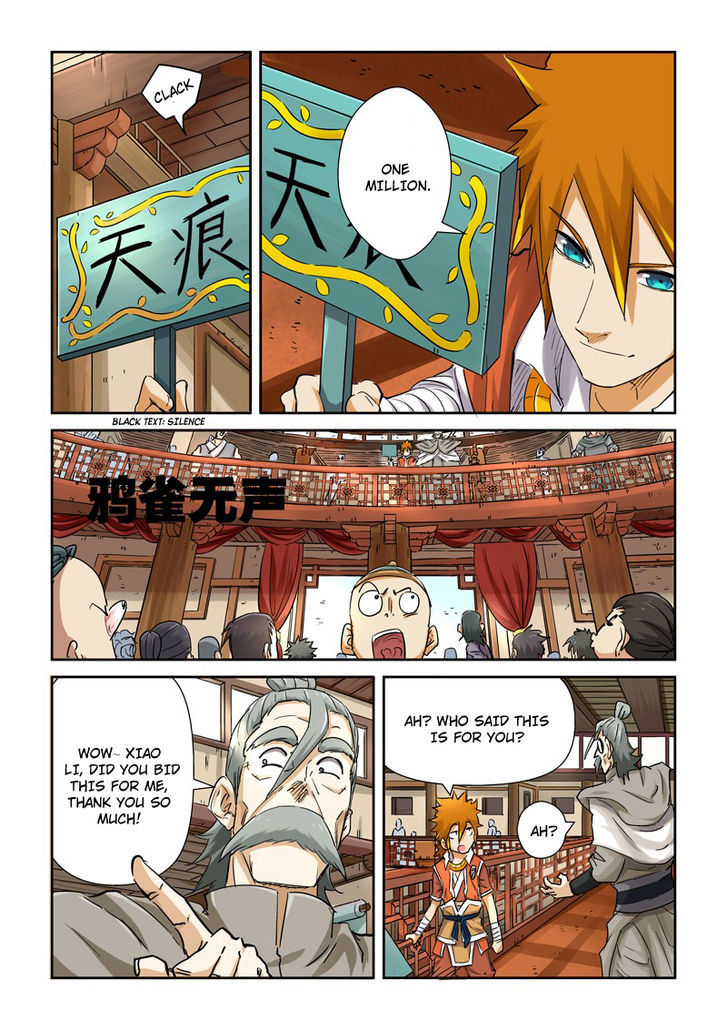 CLACK
天痕
ONE
MILLION.
天
BLACK TEXT: SILENCE
鸦雀无声
WOW~ XIAO
LI, DID YOU BID
THIS FOR ME,
THANK YOU SO
MUCH!
AH? WHO SAID THIS
IS FOR YOU?
AH?